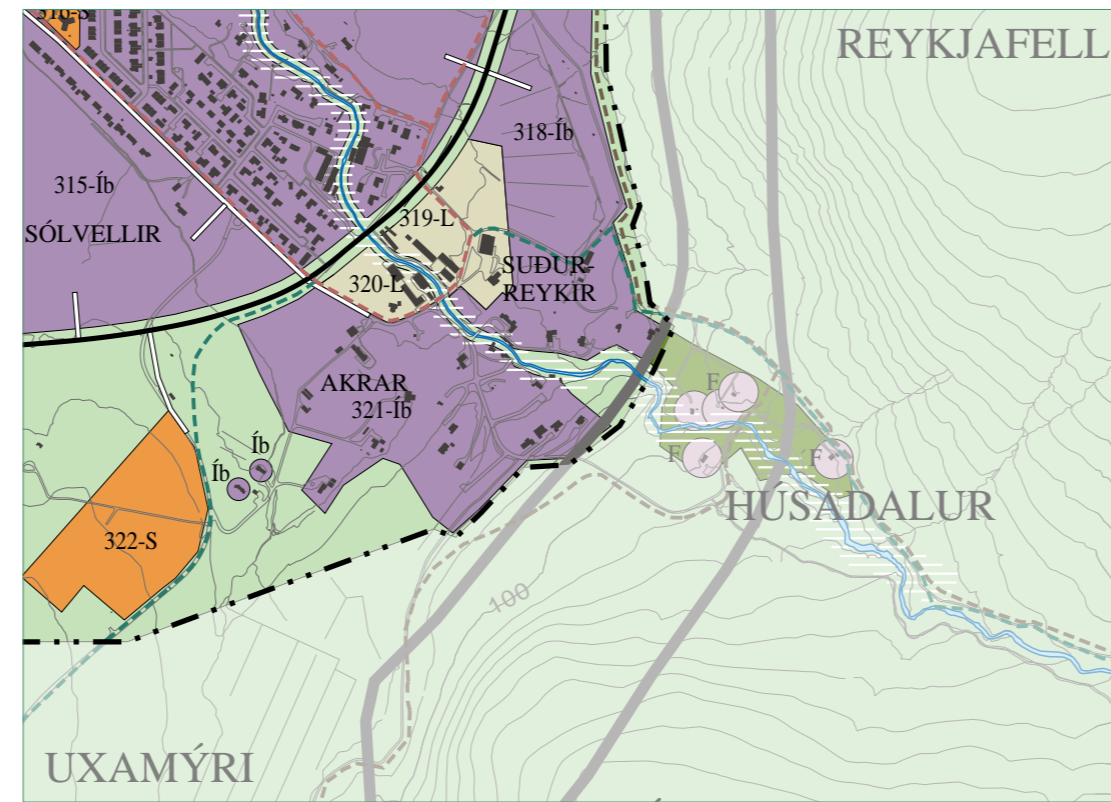 316-S
REYKJAFELL
318-Íb
315-Íb
SÓLVELLIR
319-L
320-L
SUÐUR-
REYKIR
AKRAR
321-Íb
F
F
F
Íb
Íb
HÚSADALUR
322-S
100
UXAMÝRI